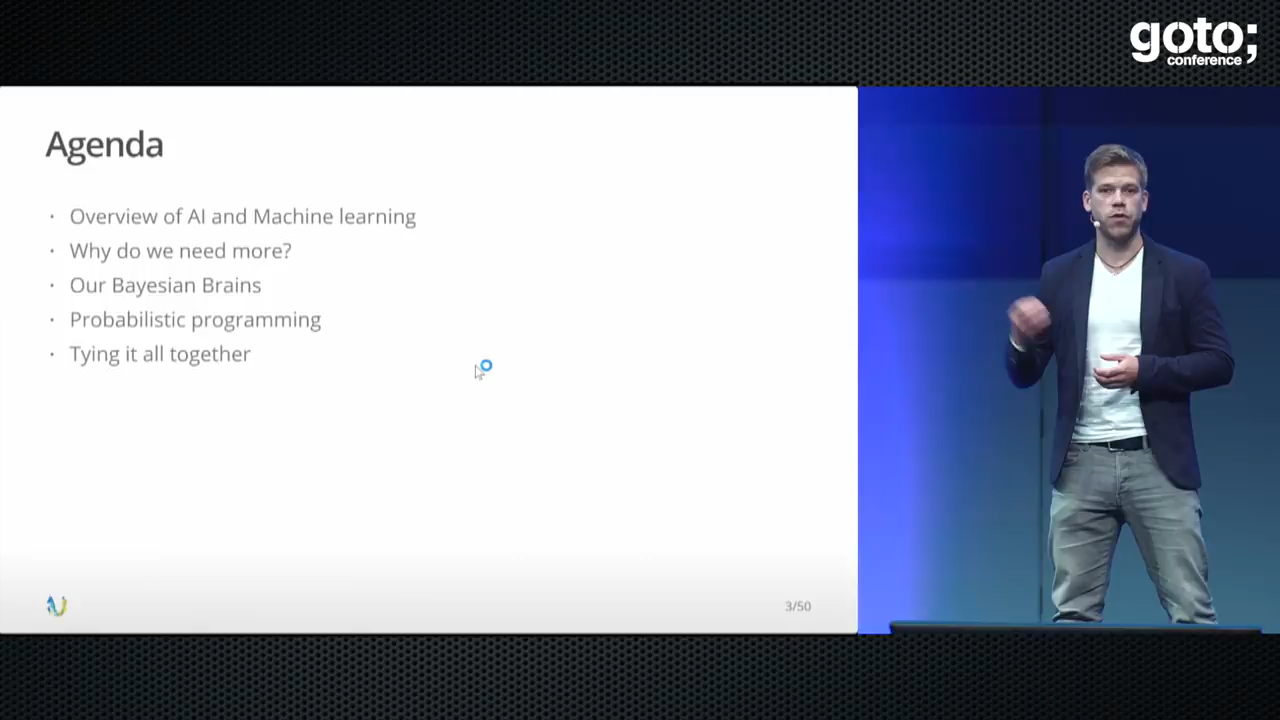 goto;
conference
Agenda
· Overview of AI and Machine learning
· Why do we need more?
· Our Bayesian Brains
· Probabilistic programming
· Tying it all together
3/50